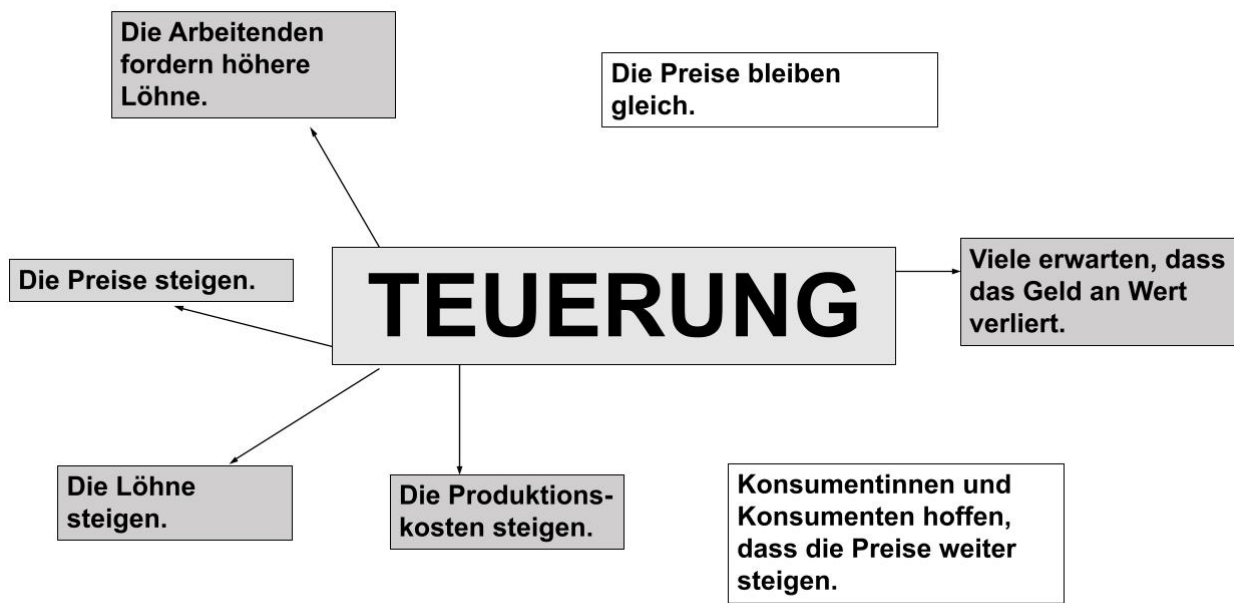 Die Arbeitenden
fordern höhere
Löhne.
Die Preise bleiben
gleich.
Die Preise steigen.
TEUERUNG
Viele erwarten, dass
das Geld an Wert
verliert.
Die Löhne
steigen.
Die Produktions-
kosten steigen.
Konsumentinnen und
Konsumenten hoffen,
dass die Preise weiter
steigen.